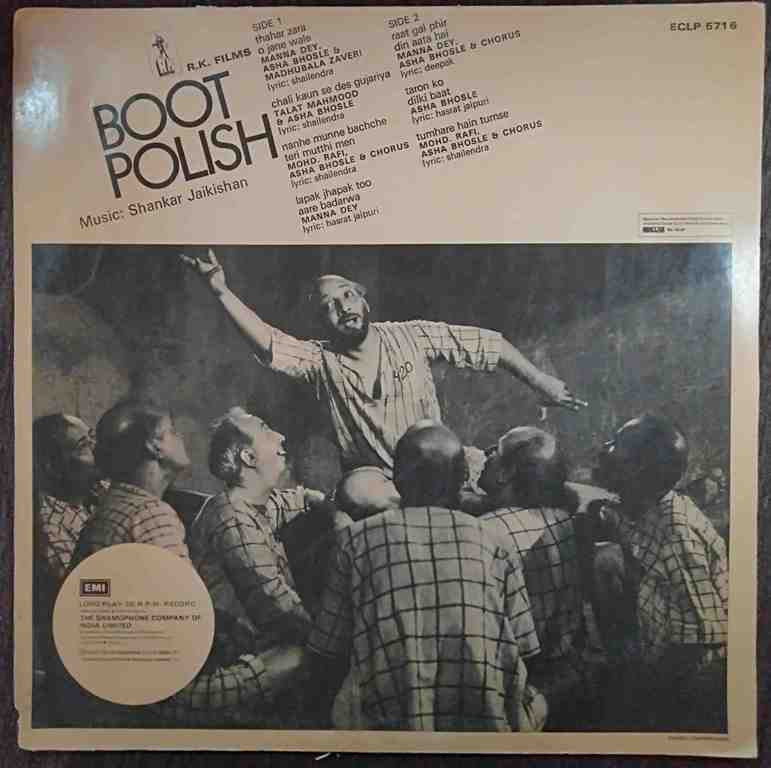 R.K. FILMS
BOOT
POLISH
Music: Shankar Jaikishan
SIDE 1
thahar zara
o jane wale
MANNA DEY,
ASHA BHOSLE &
MADHUBALA ZAVERI
lyric: shailendra
chali kaun se des gujariya
TALAT MAHMOOD
& ASHA BHOSLE
lyric: shailendra
nanhe munne bachche
teri mutthi men
MOHD. RAFI,
ASHA BHOSLE & CHORUS
lyric: shailendra
lapak jhapak too
aare badarwa
MANNA DEY
lyric: hasrat jaipuri
SIDE 2
raat gai phir
din aata hai
MANNA DEY,
ASHA BHOSLE & CHORUS
lyric: deepak
taron ko
dilki baat
ASHA BHOSLE
lyric: hasrat jaipuri
tumhare hain tumse
MOHD. RAFI,
ASHA BHOSLE & CHORUS
lyric: shailendra
ECLP 5716
420
EMI
LONG PLAY 33⅓ R.P.M. RECORD
THE GRAMOPHONE COMPANY OF
INDIA LIMITED